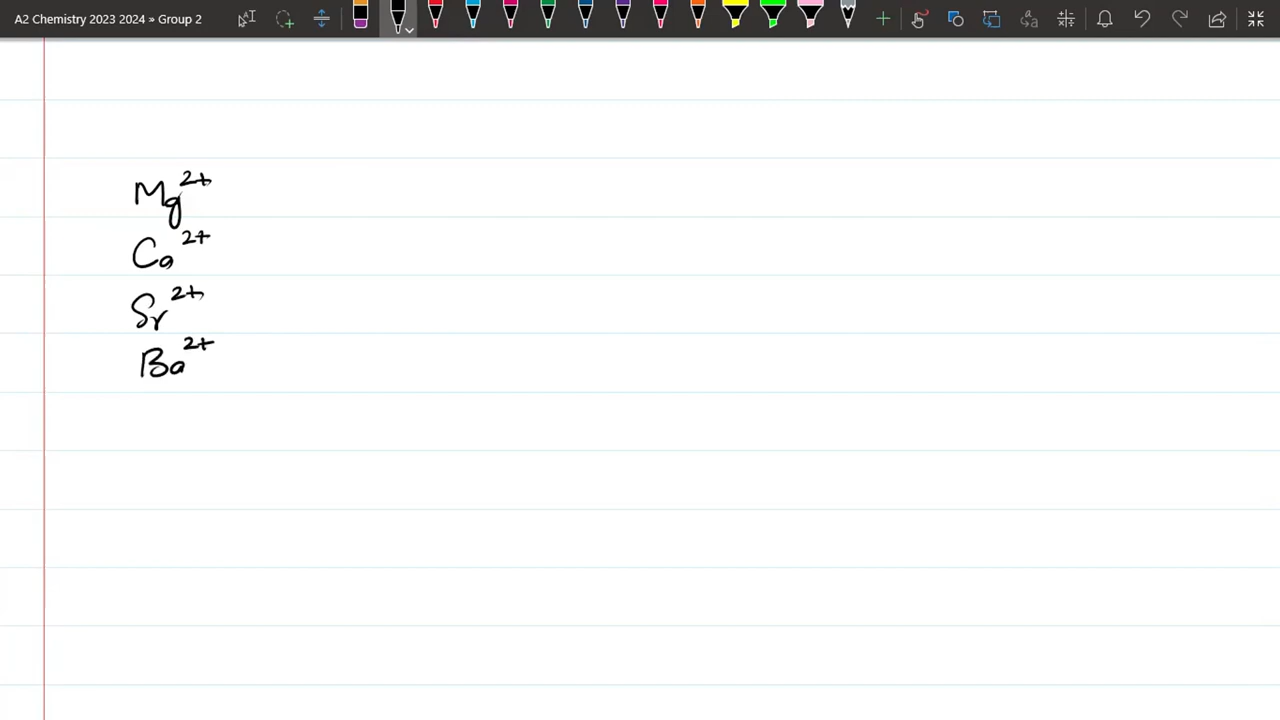 A2 Chemistry 2023 2024 » Group 2
Mg²⁺
Ca²⁺
Sr²⁺
Ba²⁺